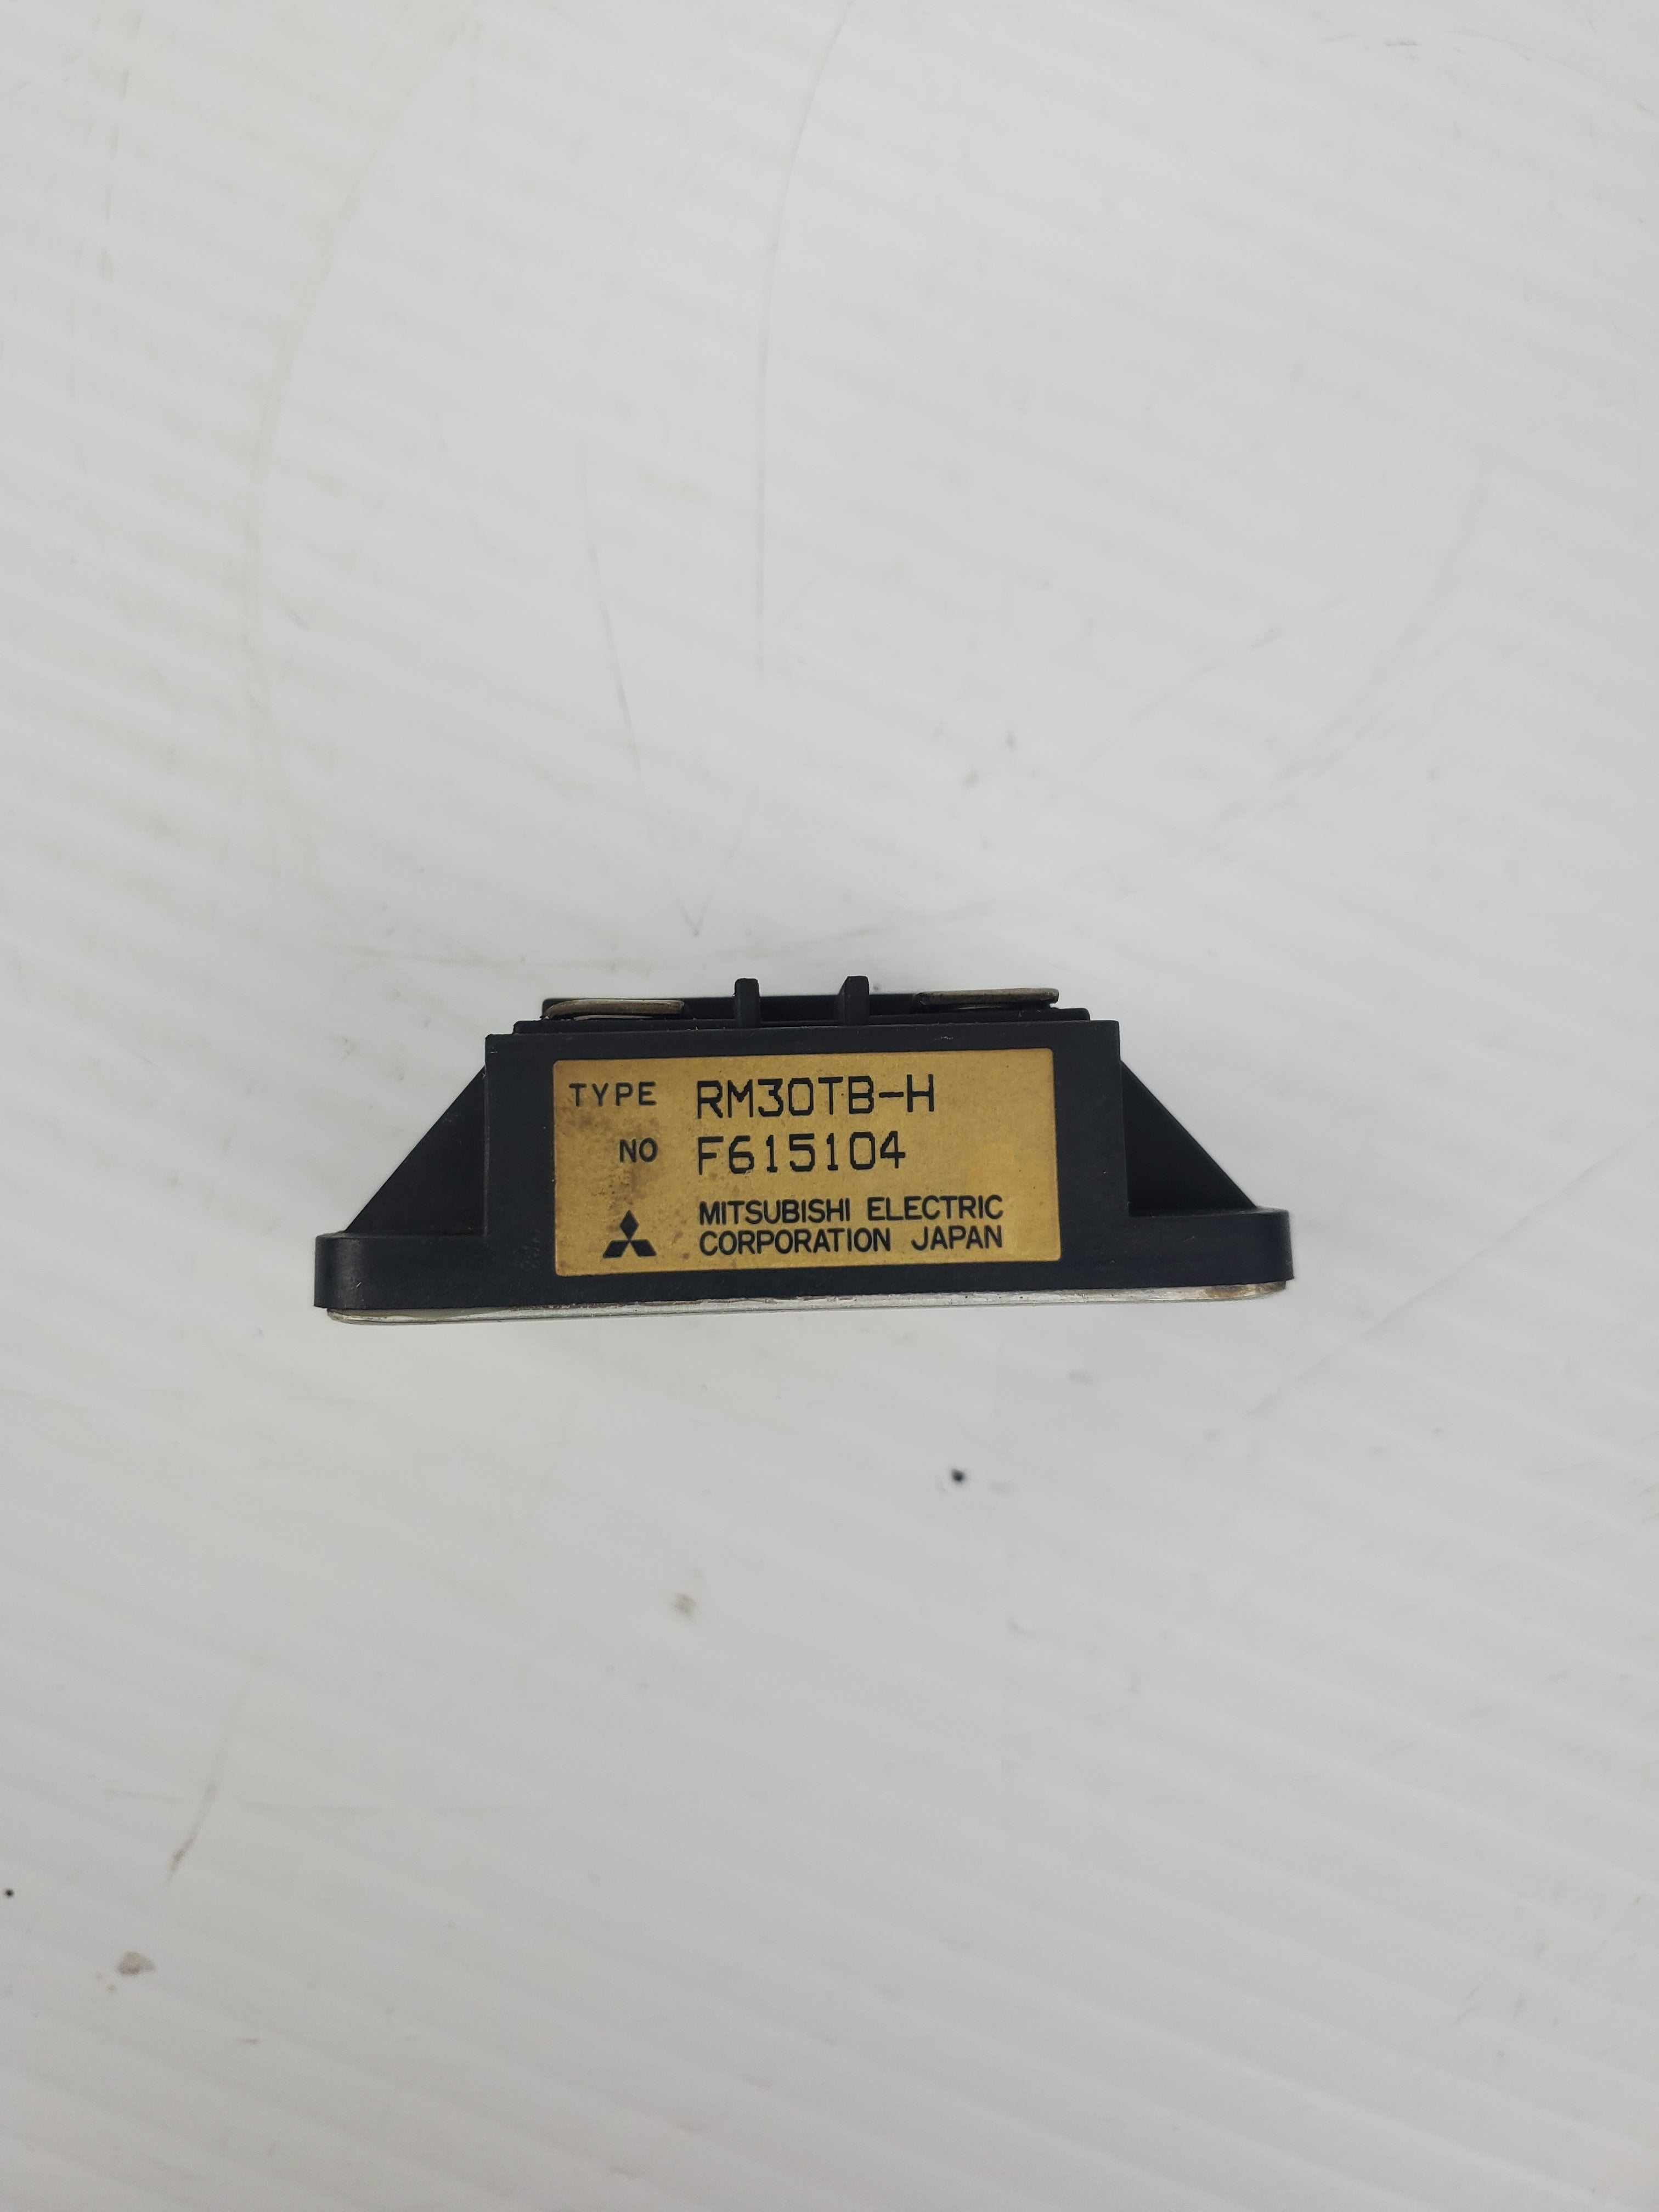 TYPE RM30TB-H
NO F615104
MITSUBISHI ELECTRIC
CORPORATION JAPAN